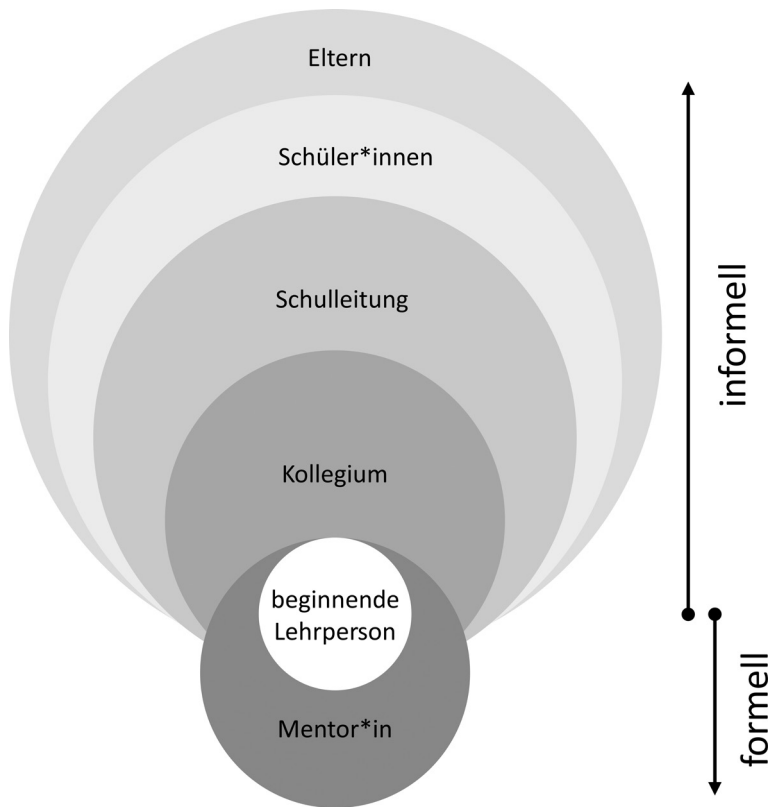 Eltern
Schüler*innen
Schulleitung
Kollegium
beginnende
Lehrperson
Mentor*in
informell
formell